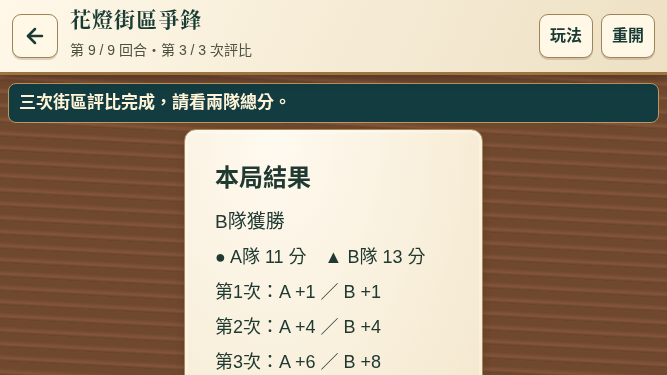 花燈街區爭鋒
第 9 / 9 回合・第 3 / 3 次評比
玩法
重開
三次街區評比完成，請看兩隊總分。
本局結果
B隊獲勝
● A隊 11 分　▲ B隊 13 分
第1次：A +1 ／ B +1
第2次：A +4 ／ B +4
第3次：A +6 ／ B +8